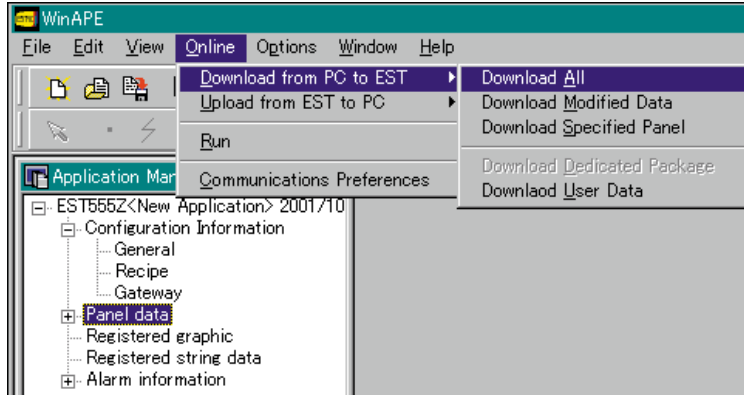 WinAPE
File Edit View Online Options Window Help
Download from PC to EST
Upload from EST to PC
Run
Communications Preferences
Download All
Download Modified Data
Download Specified Panel
Download Dedicated Package
Downlaod User Data
Application Mar
EST555Z<New Application> 2001/10
Configuration Information
General
Recipe
Gateway
Panel data
Registered graphic
Registered string data
Alarm information